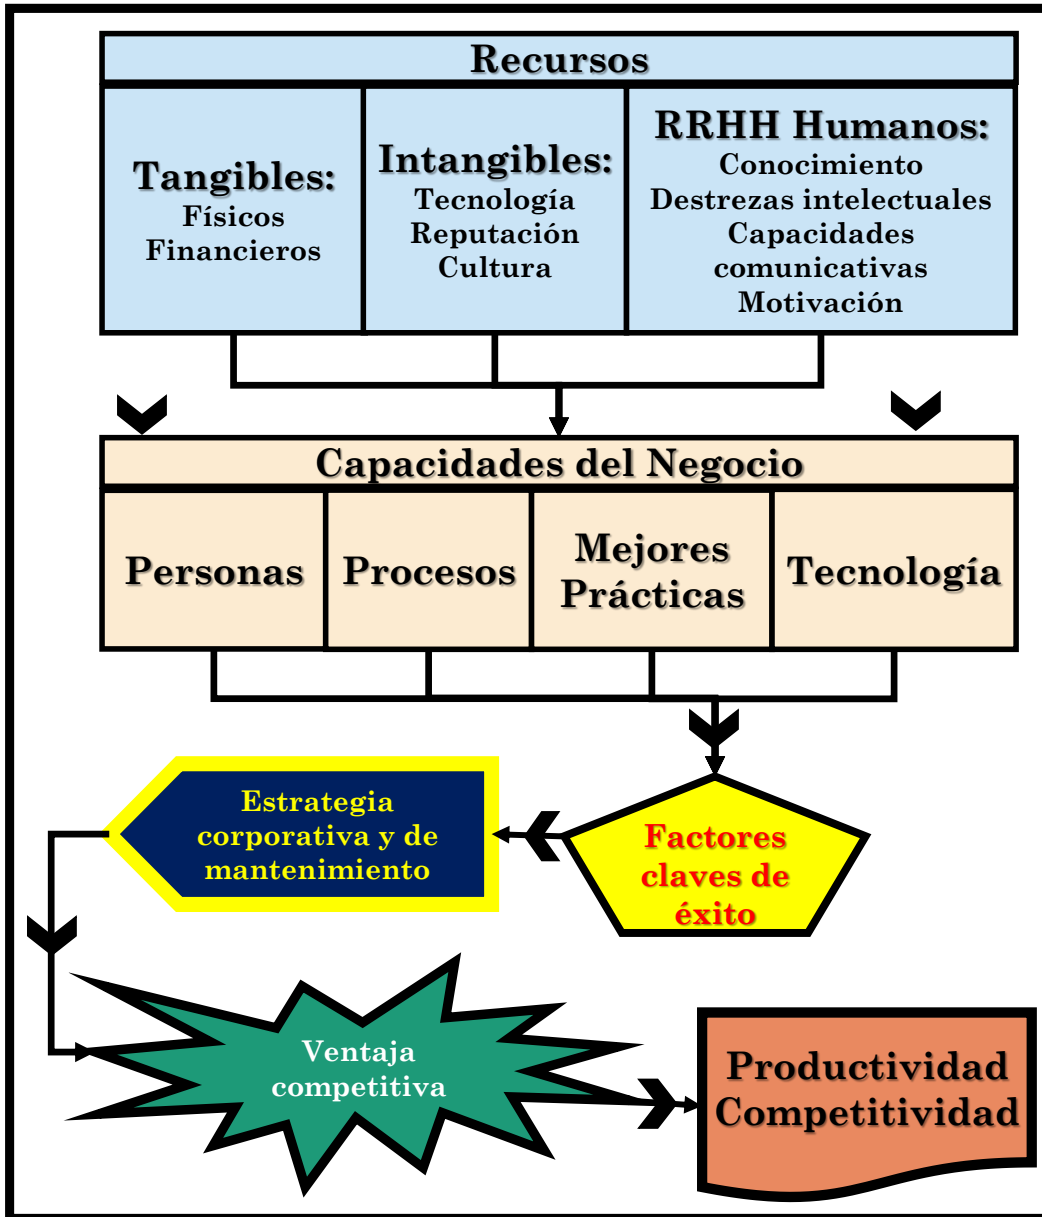 Recursos
Tangibles:
Físicos
Financieros
Intangibles:
Tecnología
Reputación
Cultura
RRHH Humanos:
Conocimiento
Destrezas intelectuales
Capacidades
comunicativas
Motivación
Capacidades del Negocio
Personas
Procesos
Mejores
Prácticas
Tecnología
Estrategia
corporativa y de
mantenimiento
Factores
claves de
éxito
Ventaja
competitiva
Productividad
Competitividad